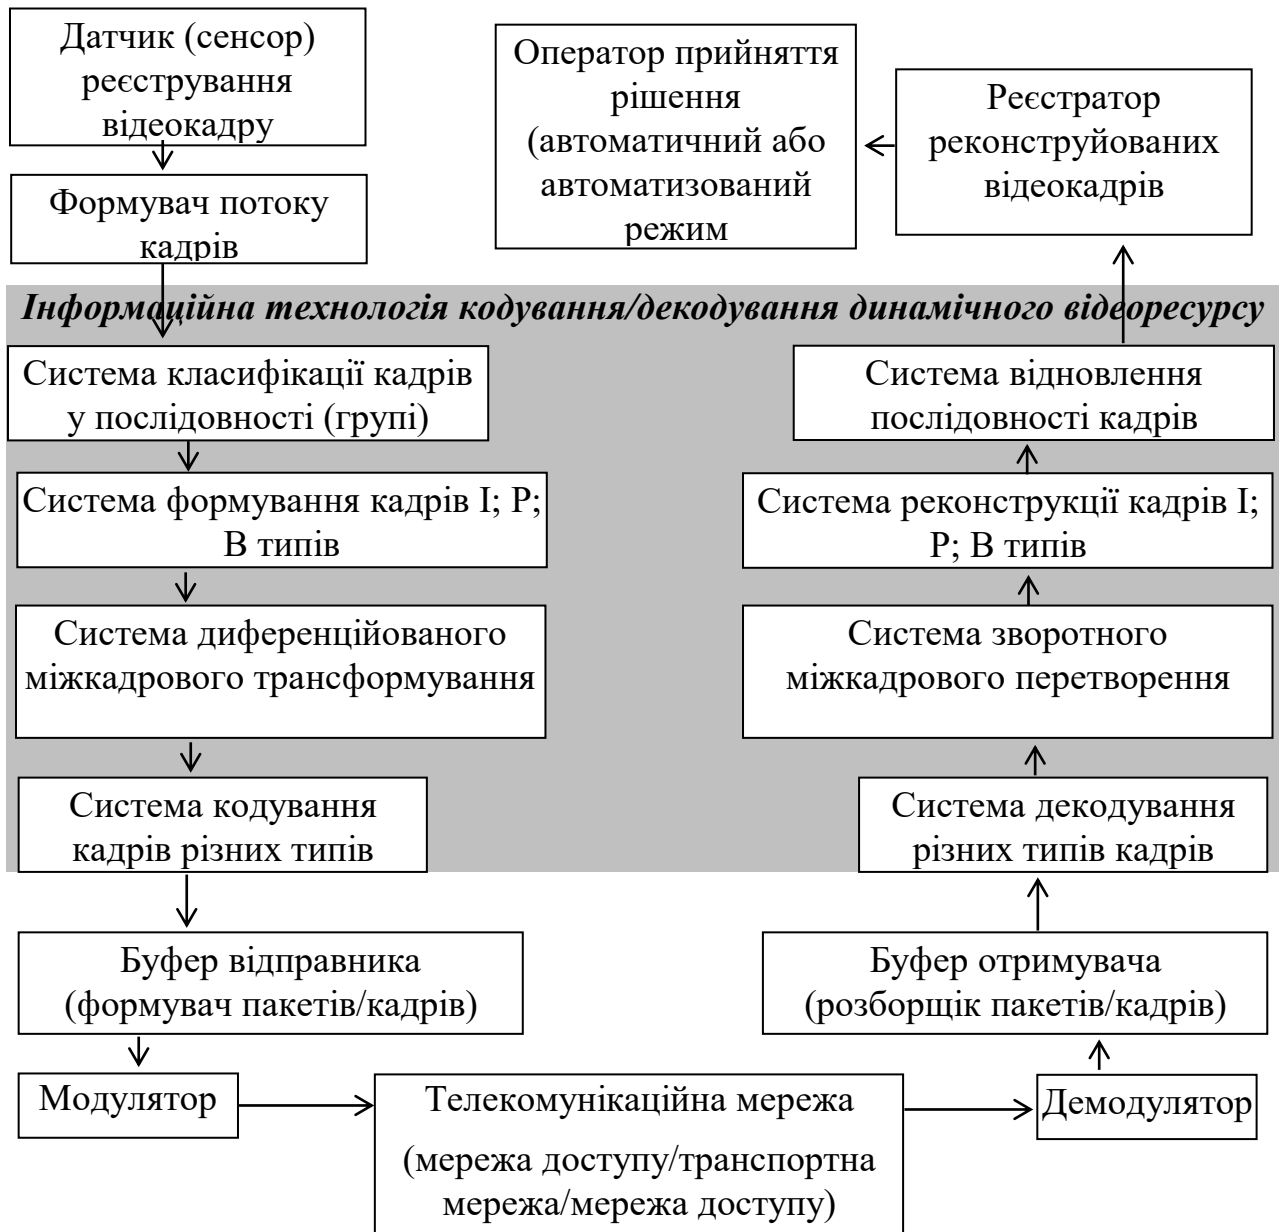 Датчик (сенсор)
реєстрування
відеокадру
Формувач потоку
кадрів
Оператор прийняття
рішення
(автоматичний або
автоматизований
режим
Реєстратор
реконструйованих
відеокадрів
Інформаційна технологія кодування/декодування динамічного відеоресурсу
Система класифікації кадрів
у послідовності (групі)
Система формування кадрів I; P;
B типів
Система диференційованого
міжкадрового трансформування
Система кодування
кадрів різних типів
Система відновлення
послідовності кадрів
Система реконструкції кадрів I;
P; B типів
Система зворотного
міжкадрового перетворення
Система декодування
різних типів кадрів
Буфер відправника
(формувач пакетів/кадрів)
Буфер отримувача
(розборщік пакетів/кадрів)
Модулятор
Телекомунікаційна мережа
(мережа доступу/транспортна
мережа/мережа доступу)
Демодулятор